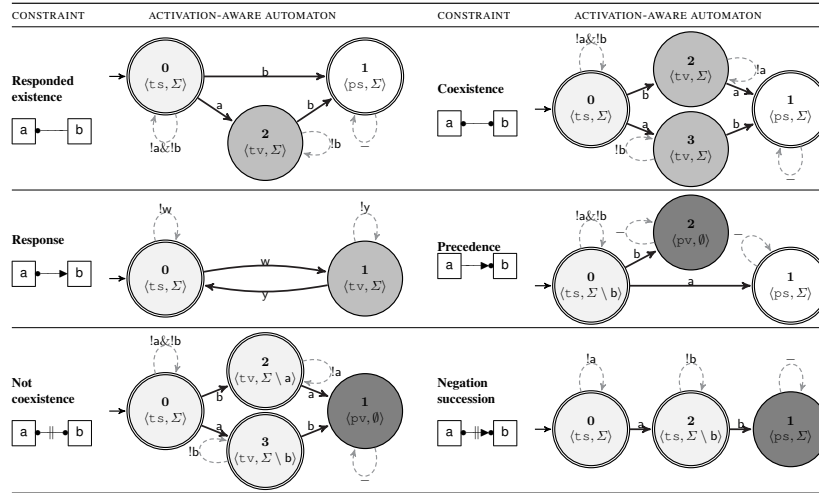 CONSTRAINT ACTIVATION-AWARE AUTOMATON CONSTRAINT ACTIVATION-AWARE AUTOMATON
Responded
existence
a b
0
⟨ts, Σ⟩
!a&!b
b
a
1
⟨ps, Σ⟩
–
2
⟨tv, Σ⟩
b
!b
Coexistence
a b
!a&!b
0
⟨ts, Σ⟩
b
a
2
⟨tv, Σ⟩
!a
a
3
⟨tv, Σ⟩
!b
b
1
⟨ps, Σ⟩
–
Response
a b
!w
0
⟨ts, Σ⟩
w
y
!y
1
⟨tv, Σ⟩
Precedence
a b
!a&!b
0
⟨ts, Σ \ b⟩
b
a
–
2
⟨pv, ∅⟩
–
1
⟨ps, Σ⟩
Not
coexistence
a b
!a&!b
0
⟨ts, Σ⟩
b
a
2
⟨tv, Σ \ a⟩
!a
a
3
⟨tv, Σ \ b⟩
!b
b
1
⟨pv, ∅⟩
–
Negation
succession
a b
!a
0
⟨ts, Σ⟩
a
!b
2
⟨ts, Σ \ b⟩
b
–
1
⟨ps, Σ⟩